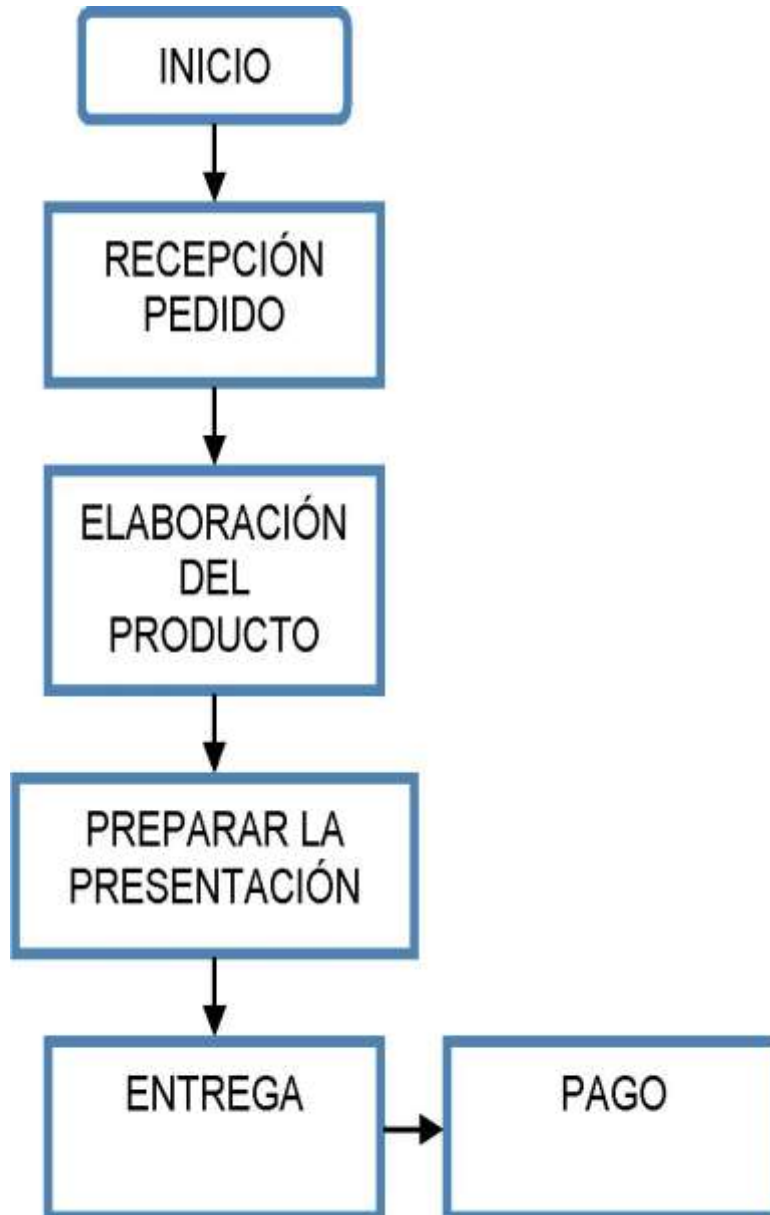 INICIO
RECEPCIÓN
PEDIDO
ELABORACIÓN
DEL
PRODUCTO
PREPARAR LA
PRESENTACIÓN
ENTREGA
PAGO